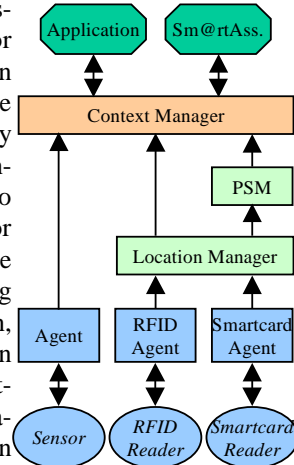 Application
Sm@rtAss.
Context Manager
PSM
Location Manager
Agent
RFID
Agent
Smartcard
Agent
Sensor
RFID
Reader
Smartcard
Reader